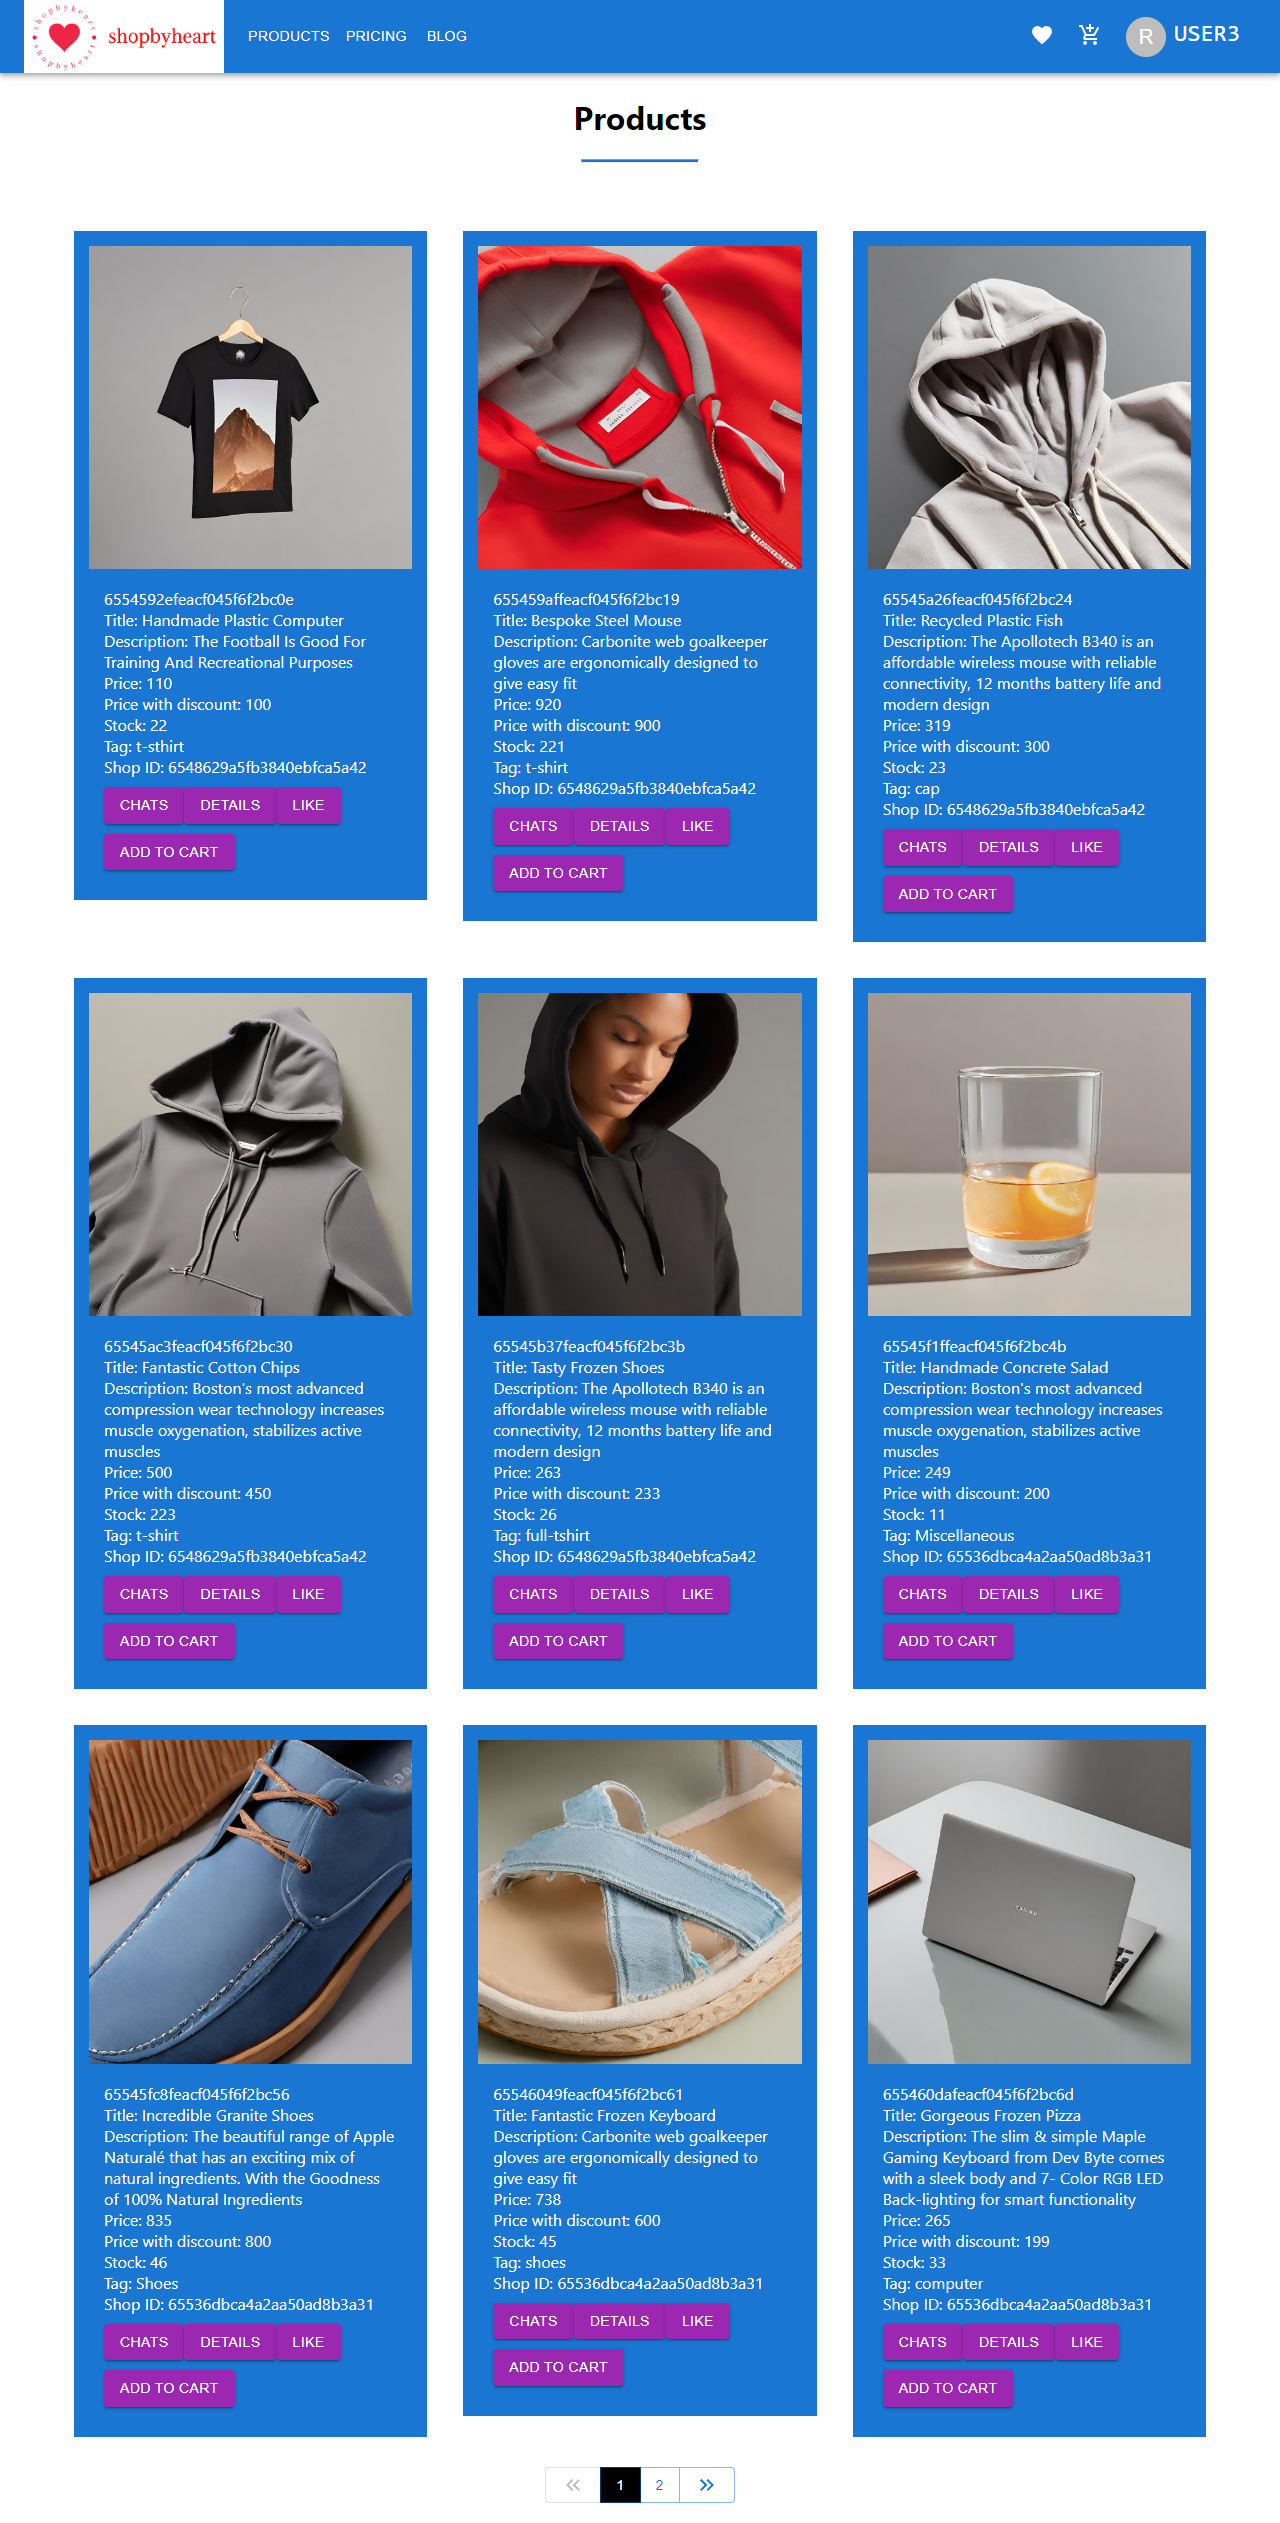 shopbyheart
shopbyheart
shopbyheart
PRODUCTS PRICING BLOG
R USER3
Products
6554592efeacf045f6f2bc0e
Title: Handmade Plastic Computer
Description: The Football Is Good For
Training And Recreational Purposes
Price: 110
Price with discount: 100
Stock: 22
Tag: t-sthirt
Shop ID: 6548629a5fb3840ebfca5a42
CHATS DETAILS LIKE
ADD TO CART
655459affeacf045f6f2bc19
Title: Bespoke Steel Mouse
Description: Carbonite web goalkeeper
gloves are ergonomically designed to
give easy fit
Price: 920
Price with discount: 900
Stock: 221
Tag: t-shirt
Shop ID: 6548629a5fb3840ebfca5a42
CHATS DETAILS LIKE
ADD TO CART
65545a26feacf045f6f2bc24
Title: Recycled Plastic Fish
Description: The Apollotech B340 is an
affordable wireless mouse with reliable
connectivity, 12 months battery life and
modern design
Price: 319
Price with discount: 300
Stock: 23
Tag: cap
Shop ID: 6548629a5fb3840ebfca5a42
CHATS DETAILS LIKE
ADD TO CART
65545ac3feacf045f6f2bc30
Title: Fantastic Cotton Chips
Description: Boston's most advanced
compression wear technology increases
muscle oxygenation, stabilizes active
muscles
Price: 500
Price with discount: 450
Stock: 223
Tag: t-shirt
Shop ID: 6548629a5fb3840ebfca5a42
CHATS DETAILS LIKE
ADD TO CART
65545b37feacf045f6f2bc3b
Title: Tasty Frozen Shoes
Description: The Apollotech B340 is an
affordable wireless mouse with reliable
connectivity, 12 months battery life and
modern design
Price: 263
Price with discount: 233
Stock: 26
Tag: full-tshirt
Shop ID: 6548629a5fb3840ebfca5a42
CHATS DETAILS LIKE
ADD TO CART
65545f1ffeacf045f6f2bc4b
Title: Handmade Concrete Salad
Description: Boston's most advanced
compression wear technology increases
muscle oxygenation, stabilizes active
muscles
Price: 249
Price with discount: 200
Stock: 11
Tag: Miscellaneous
Shop ID: 65536dbca4a2aa50ad8b3a31
CHATS DETAILS LIKE
ADD TO CART
65545fc8feacf045f6f2bc56
Title: Incredible Granite Shoes
Description: The beautiful range of Apple
Naturalé that has an exciting mix of
natural ingredients. With the Goodness
of 100% Natural Ingredients
Price: 835
Price with discount: 800
Stock: 46
Tag: Shoes
Shop ID: 65536dbca4a2aa50ad8b3a31
CHATS DETAILS LIKE
ADD TO CART
65546049feacf045f6f2bc61
Title: Fantastic Frozen Keyboard
Description: Carbonite web goalkeeper
gloves are ergonomically designed to
give easy fit
Price: 738
Price with discount: 600
Stock: 45
Tag: shoes
Shop ID: 65536dbca4a2aa50ad8b3a31
CHATS DETAILS LIKE
ADD TO CART
655460dafeacf045f6f2bc6d
Title: Gorgeous Frozen Pizza
Description: The slim & simple Maple
Gaming Keyboard from Dev Byte comes
with a sleek body and 7- Color RGB LED
Back-lighting for smart functionality
Price: 265
Price with discount: 199
Stock: 33
Tag: computer
Shop ID: 65536dbca4a2aa50ad8b3a31
CHATS DETAILS LIKE
ADD TO CART
1 2